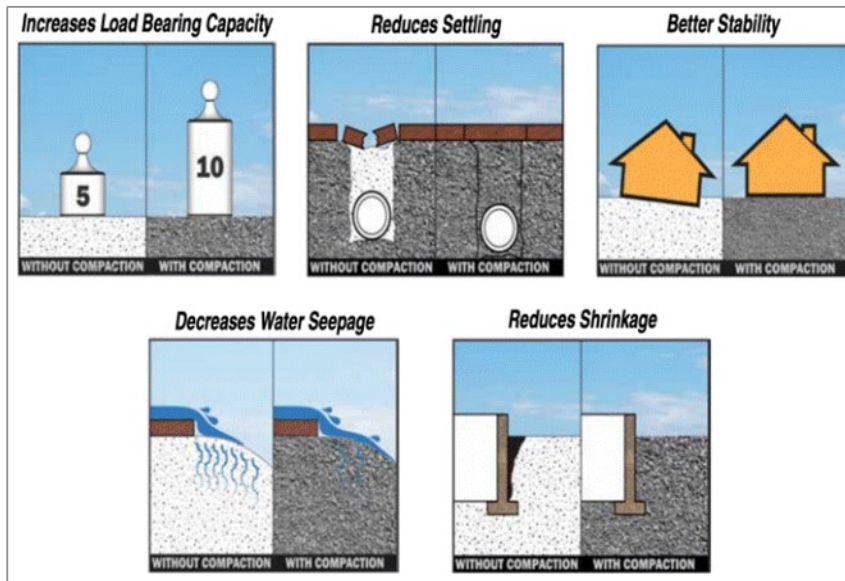 Increases Load Bearing Capacity
5
10
WITHOUT COMPACTION
WITH COMPACTION
Reduces Settling
WITHOUT COMPACTION
WITH COMPACTION
Better Stability
WITHOUT COMPACTION
WITH COMPACTION
Decreases Water Seepage
WITHOUT COMPACTION
WITH COMPACTION
Reduces Shrinkage
WITHOUT COMPACTION
WITH COMPACTION